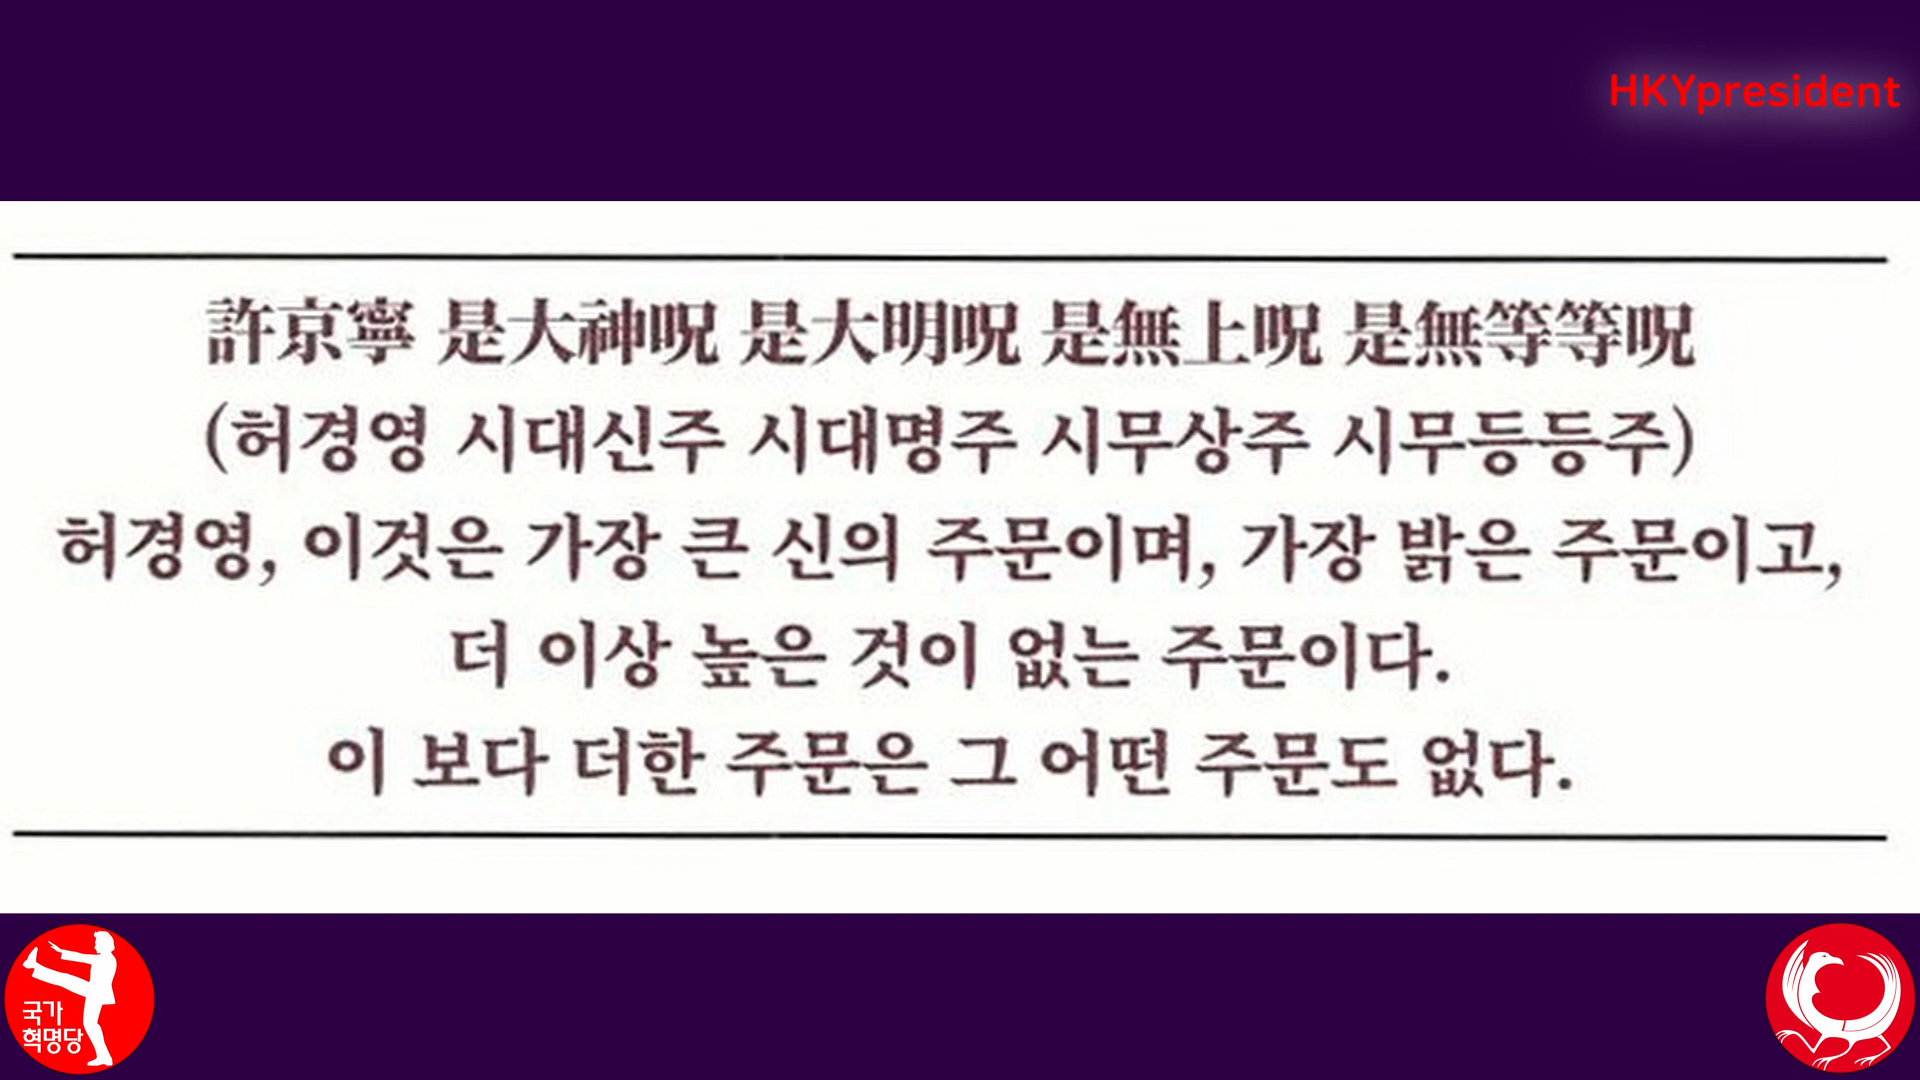 HKYpresident
許京寧 是大神呪 是大明呪 是無上呪 是無等等呪
(허경영 시대신주 시대명주 시무상주 시무등등주)
허경영, 이것은 가장 큰 신의 주문이며, 가장 밝은 주문이고,
더 이상 높은 것이 없는 주문이다.
이 보다 더한 주문은 그 어떤 주문도 없다.
국가
혁명당